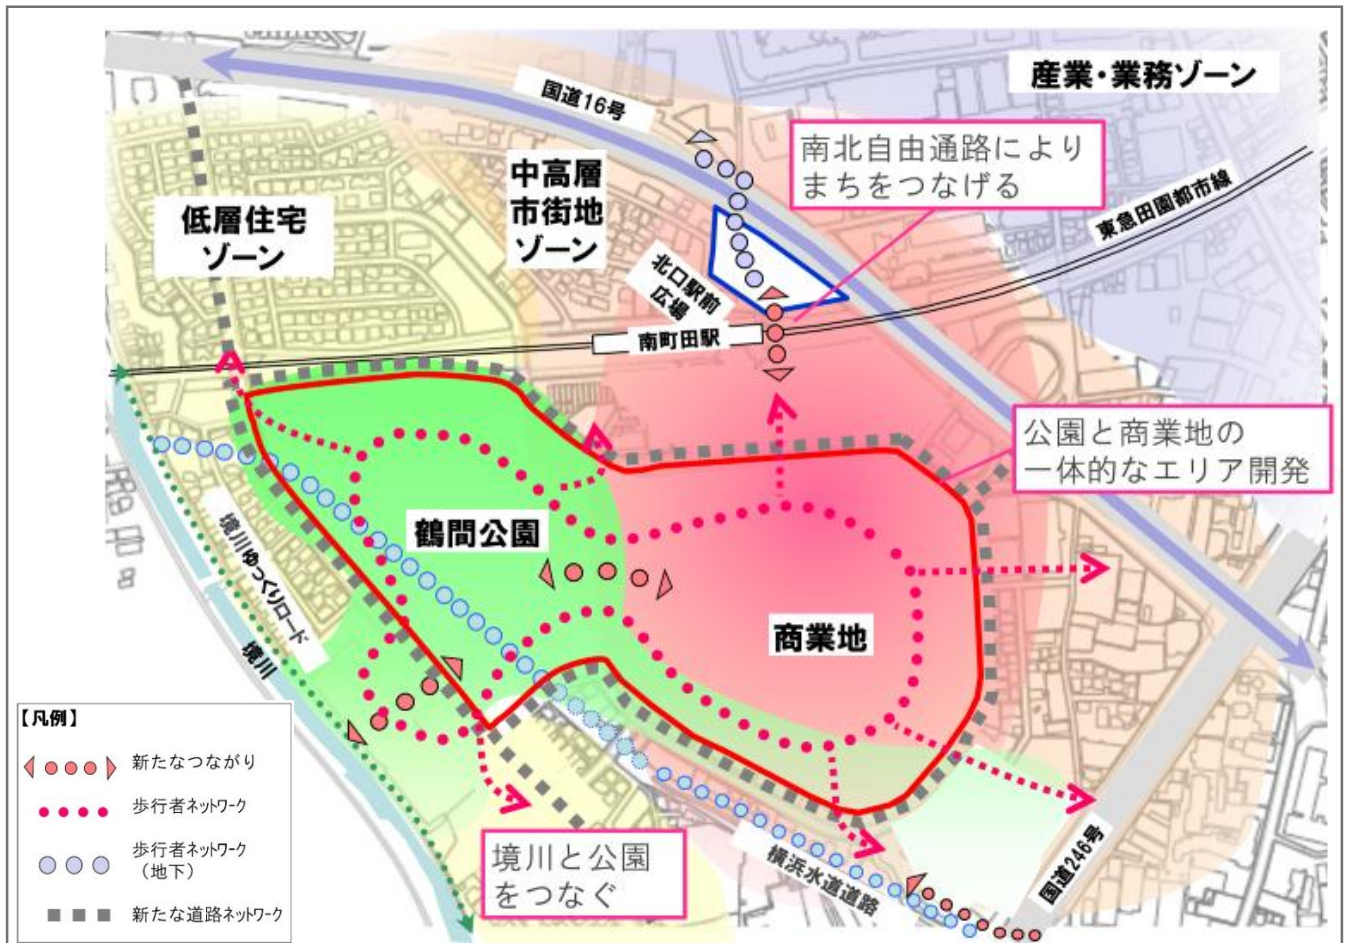 産業・業務ゾーン
国道16号
南北自由通路により
まちをつなげる
中高層
市街地
ゾーン
低層住宅
ゾーン
東急田園都市線
北口駅前
広場
南町田駅
公園と商業地の
一体的なエリア開発
鶴間公園
境川ゆっくりロード
境川
商業地
【凡例】
新たなつながり
歩行者ネットワーク
歩行者ネットワーク
(地下)
新たな道路ネットワーク
境川と公園
をつなぐ
横浜水道道路
国道246号